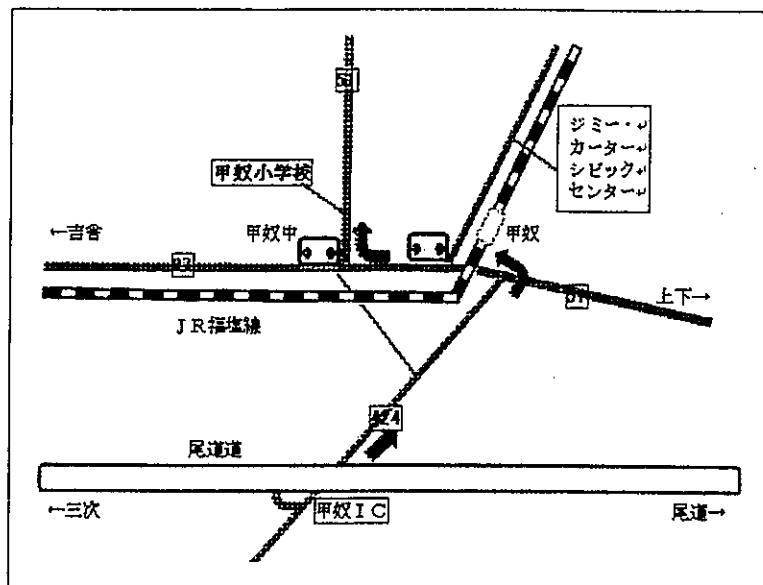 ジミー・
カーター
シビック
センター
甲奴小学校
←吉舎
甲奴中
甲奴
上下→
ＪＲ福塩線
424
尾道道
←三次
甲奴ＩＣ
尾道→